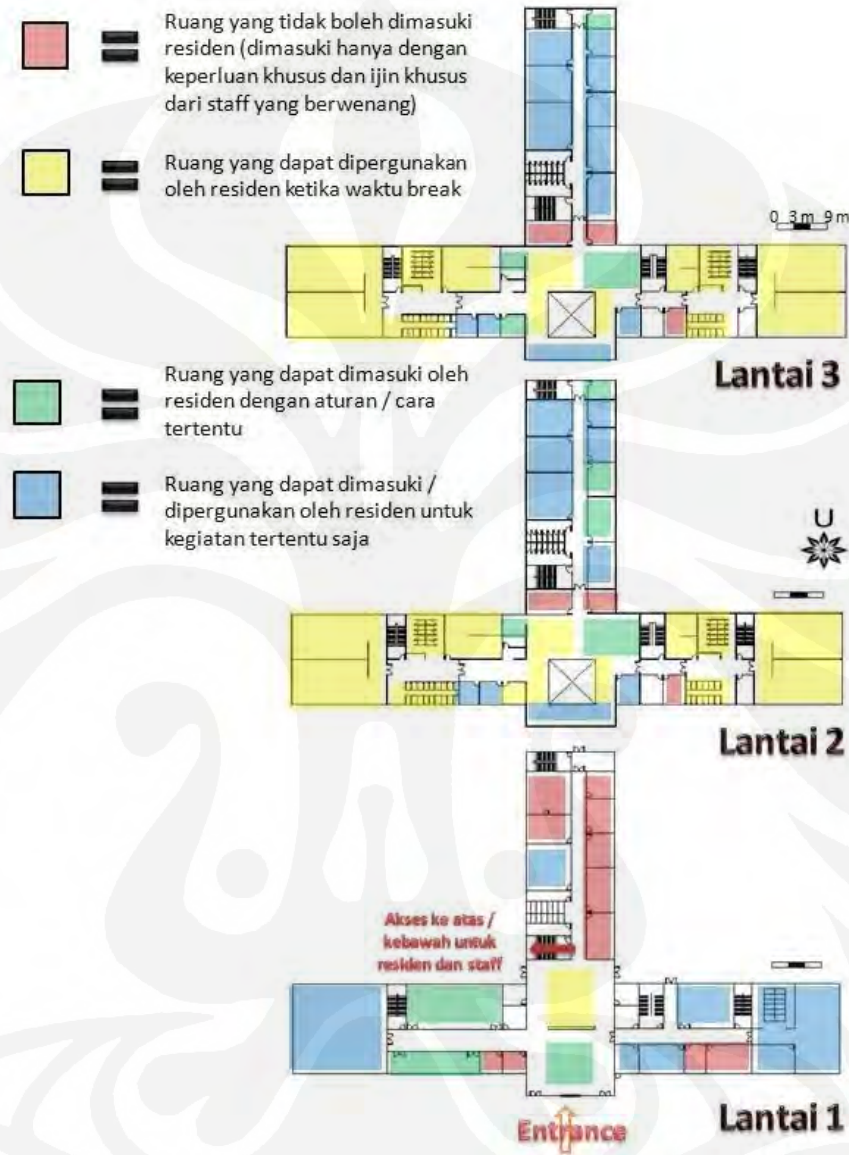 Ruang yang tidak boleh dimasuki
residen (dimasuki hanya dengan
keperluan khusus dan ijin khusus
dari staff yang berwenang)
Ruang yang dapat dipergunakan
oleh residen ketika waktu break
0 3 m 9 m
Lantai 3
Ruang yang dapat dimasuki oleh
residen dengan aturan / cara
tertentu
Ruang yang dapat dimasuki /
dipergunakan oleh residen untuk
kegiatan tertentu saja
U
Lantai 2
Akses ke atas /
kebawah untuk
residen dan staff
Entrance
Lantai 1